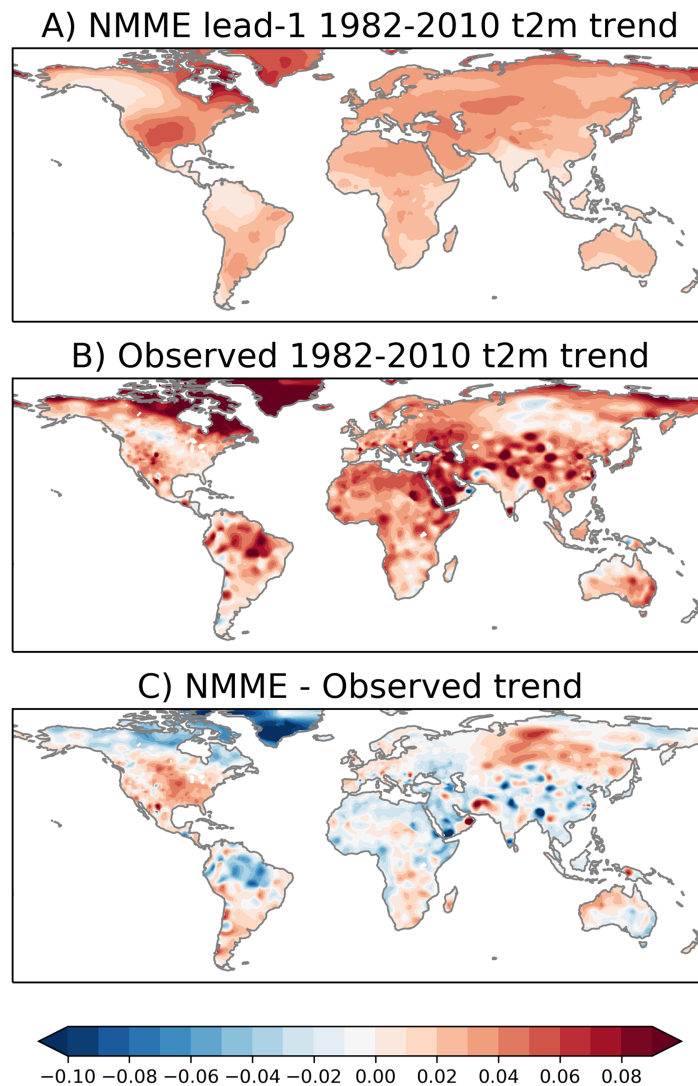 A) NMME lead-1 1982-2010 t2m trend
B) Observed 1982-2010 t2m trend
C) NMME - Observed trend
−0.10 −0.08 −0.06 −0.04 −0.02 0.00 0.02 0.04 0.06 0.08